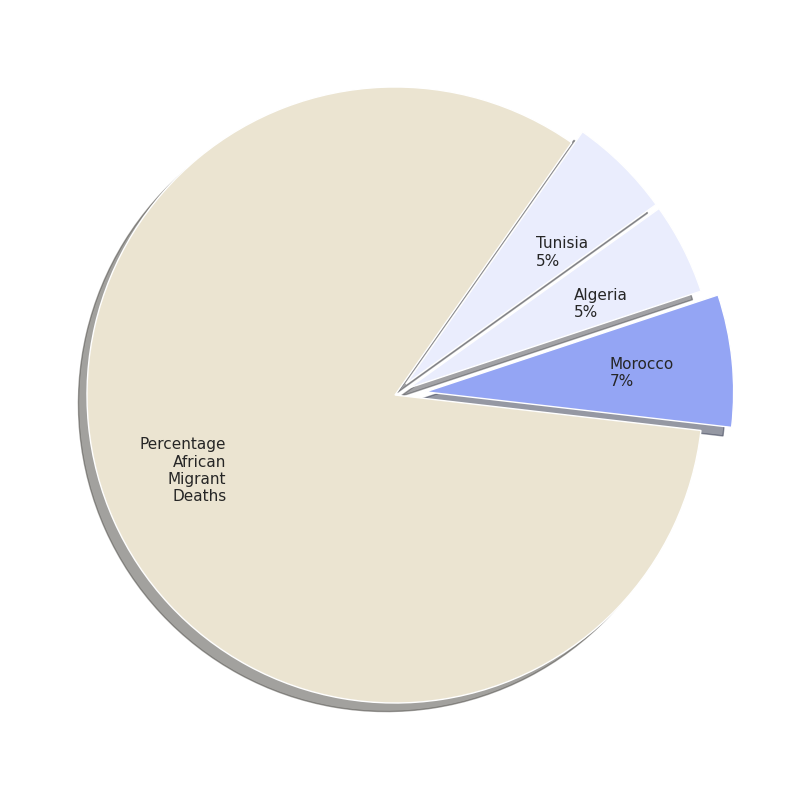 Tunisia
5%
Algeria
5%
Morocco
7%
Percentage
African
Migrant
Deaths